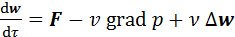 dw/dτ = F − v grad p + ν Δw